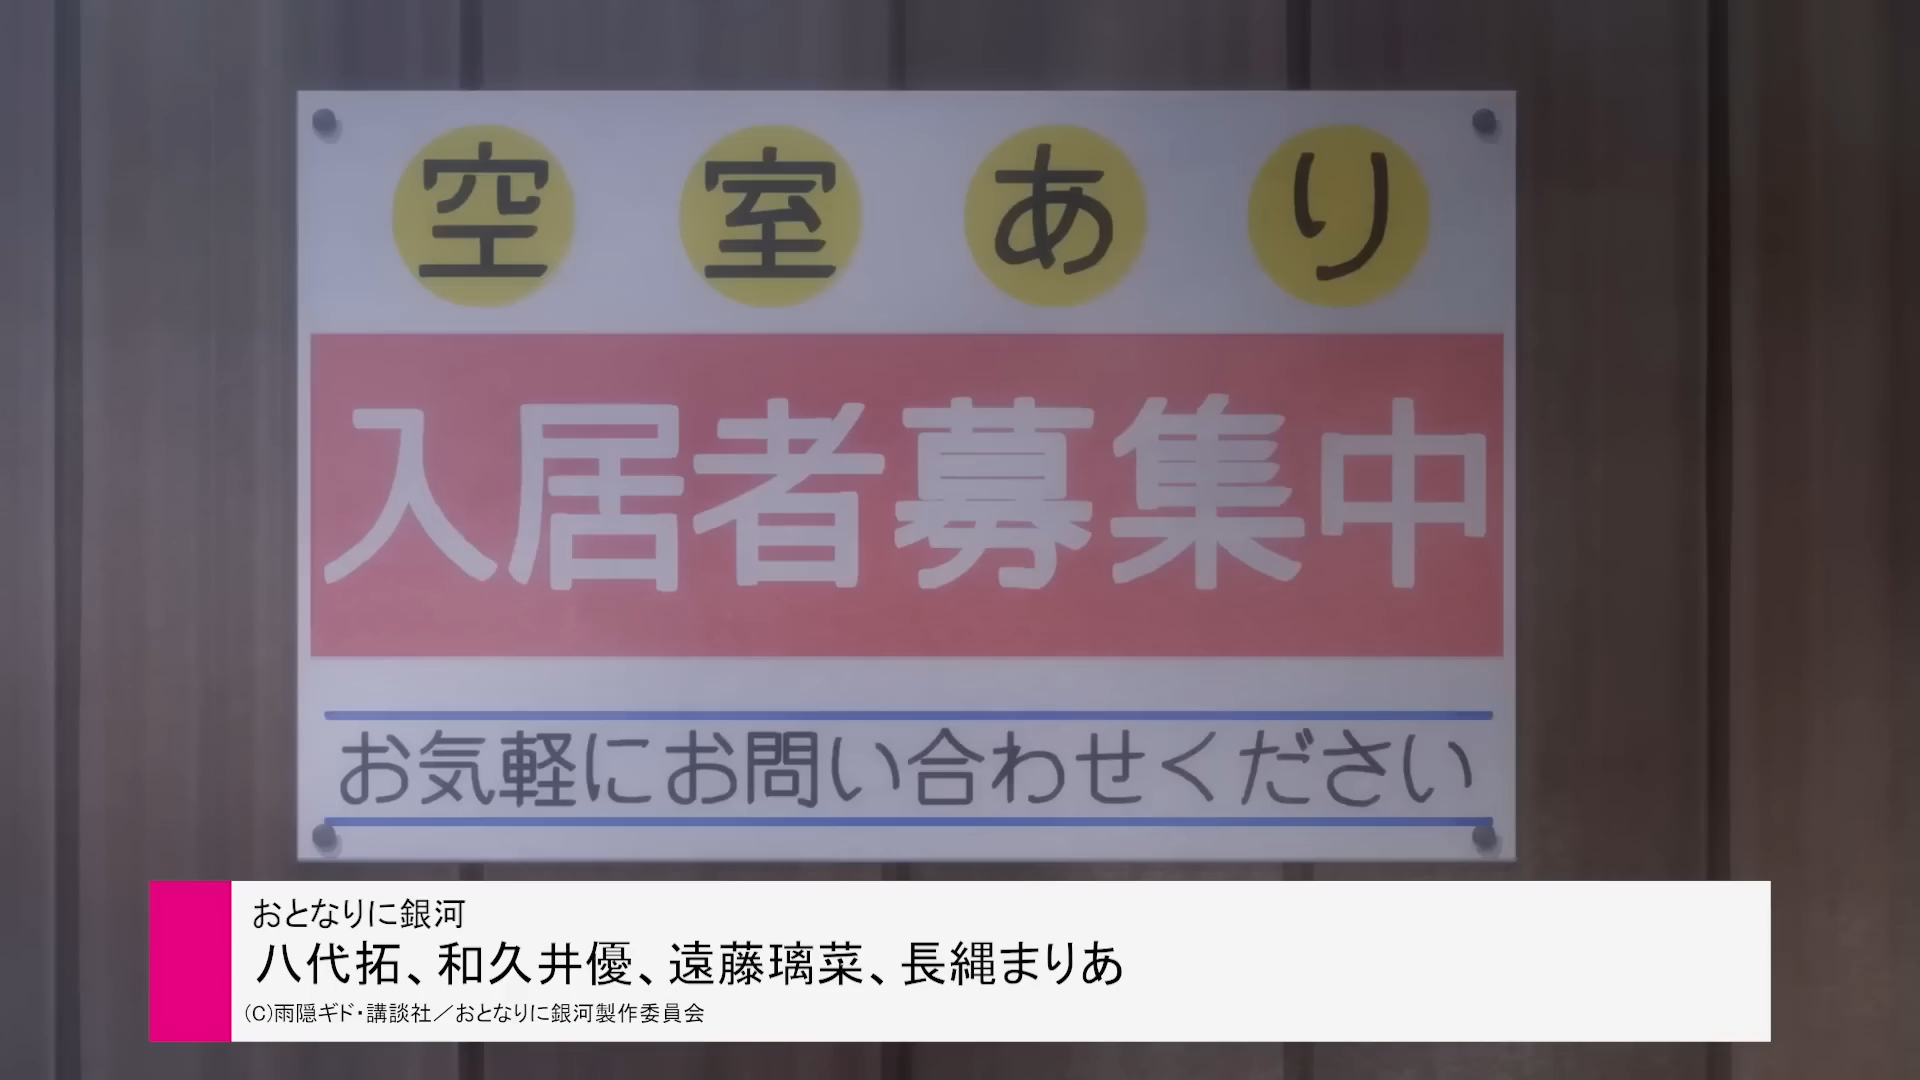 空室あり
入居者募集中
お気軽にお問い合わせください
おとなりに銀河
八代拓、和久井優、遠藤璃菜、長縄まりあ
(C)雨隠ギド・講談社／おとなりに銀河製作委員会